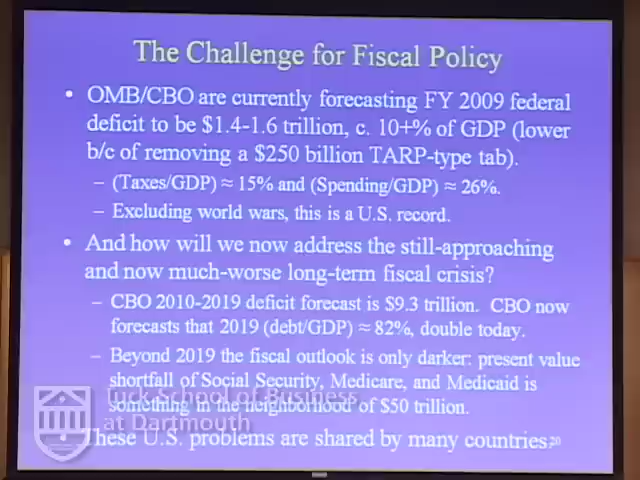 The Challenge for Fiscal Policy
• OMB/CBO are currently forecasting FY 2009 federal
deficit to be $1.4-1.6 trillion, c. 10+% of GDP (lower
b/c of removing a $250 billion TARP-type tab).
– (Taxes/GDP) ≈ 15% and (Spending/GDP) ≈ 26%.
– Excluding world wars, this is a U.S. record.
• And how will we now address the still-approaching
and now much-worse long-term fiscal crisis?
– CBO 2010-2019 deficit forecast is $9.3 trillion. CBO now
forecasts that 2019 (debt/GDP) ≈ 82%, double today.
– Beyond 2019 the fiscal outlook is only darker: present value
shortfall of Social Security, Medicare, and Medicaid is
something in the neighborhood of $50 trillion.
These U.S. problems are shared by many countries.
20
Tuck School of Business
at Dartmouth